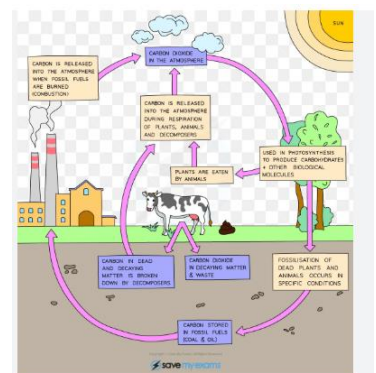 SUN
CARBON DIOXIDE
IN THE ATMOSPHERE
CARBON IS RELEASED
INTO THE ATMOSPHERE
WHEN FOSSIL FUELS
ARE BURNED
(COMBUSTION)
CARBON IS RELEASED
INTO THE ATMOSPHERE
DURING RESPIRATION
OF PLANTS, ANIMALS
AND DECOMPOSERS
USED IN PHOTOSYNTHESIS
TO PRODUCE CARBOHYDRATES
+ OTHER BIOLOGICAL
MOLECULES
PLANTS ARE EATEN
BY ANIMALS
CARBON IN DEAD
AND DECAYING
MATTER IS BROKEN
DOWN BY DECOMPOSERS
CARBON DIOXIDE
IN DECAYING MATTER
& WASTE
FOSSILISATION OF
DEAD PLANTS AND
ANIMALS OCCURS IN
SPECIFIC CONDITIONS
CARBON STORED
IN FOSSIL FUELS
(COAL & OIL)
save my exams